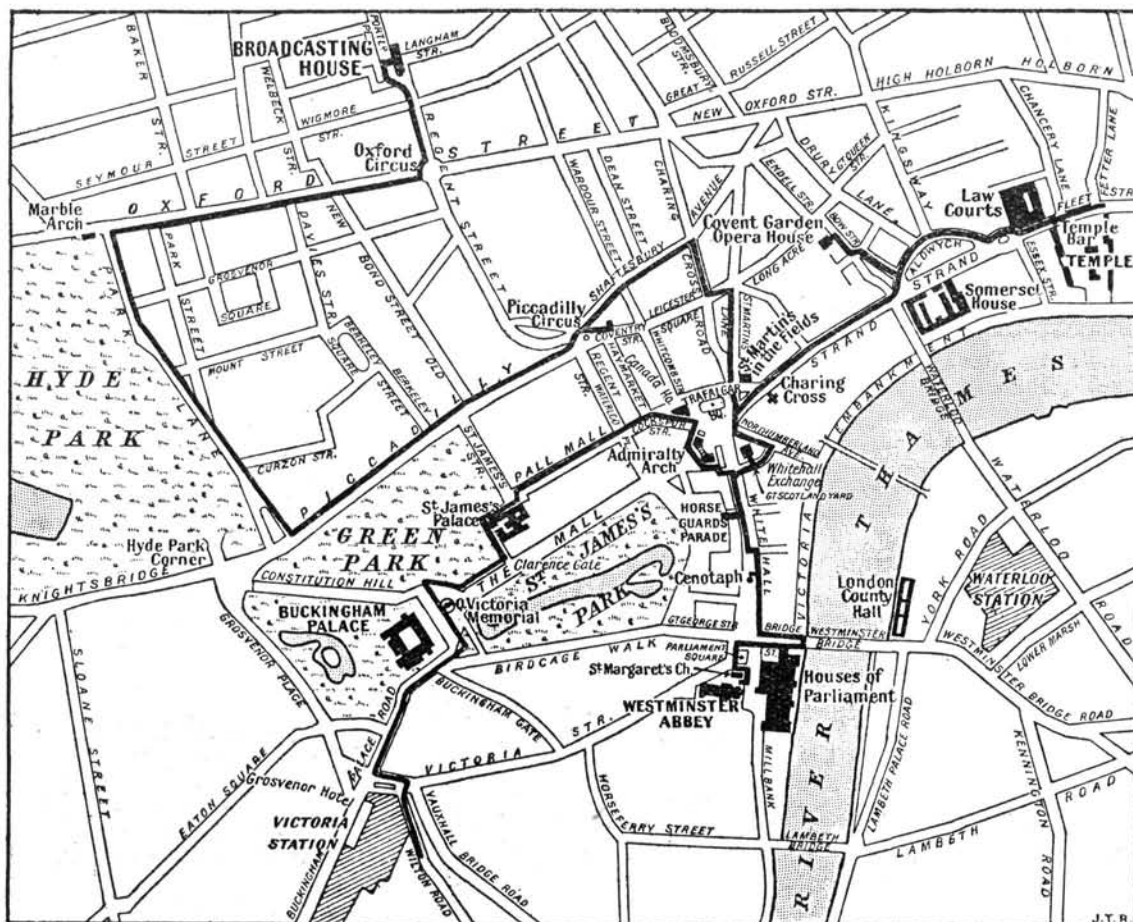 BAKER STR.
WELBECK STR.
BROADCASTING
HOUSE
PORTL. PL.
LANGHAM
STR.
WIGMORE
STR.
SEYMOUR STREET
OXFORD STREET
Oxford
Circus
REGENT STREET
Marble
Arch
PARK STREET
GROSVENOR
SQUARE
DAVIES STR.
NEW BOND STREET
OLD
MOUNT STREET
BERKELEY
SQUARE
BERKELEY
STREET
CURZON STR.
PARK LANE
HYDE
PARK
PICCADILLY
Piccadilly
Circus
WARDOUR STREET
DEAN STREET
SHAFTESBURY AVENUE
CHARING CROSS ROAD
BLOOMSBURY
STR.
GREAT RUSSELL STREET
NEW OXFORD STR.
HIGH HOLBORN
HOLBORN
KINGSWAY
DRURY LANE
GT. QUEEN
STR.
ENDELL STR.
BOW STR.
LONG ACRE
Covent Garden
Opera House
CHANCERY LANE
FETTER LANE
Law
Courts
FLEET STR.
Temple
Bar
TEMPLE
ESSEX STR.
ALDWYCH
STRAND
Somerset
House
STRAND
ST MARTIN'S LANE
St Martin's
in the Fields
LEICESTER
SQUARE
COVENTRY
STR.
WHITCOMB STR.
HAYMARKET
REGENT STR.
WATERLOO
Canada Ho.
TRAFALGAR
SQ.
Charing
Cross
NORTHUMBERLAND
AVE.
Whitehall
Exchange
GT SCOTLAND YARD
COCKSPUR
STR.
PALL MALL
ST JAMES'S
STR.
Admiralty
Arch
HORSE
GUARDS
PARADE
WHITEHALL
Cenotaph
St James's
Palace
THE MALL
GREEN
PARK
Clarence Gate
ST JAMES'S
PARK
Hyde Park
Corner
KNIGHTSBRIDGE
CONSTITUTION HILL
BUCKINGHAM
PALACE
Q. Victoria
Memorial
GROSVENOR PLACE
BIRDCAGE WALK
GT GEORGE STR.
PARLIAMENT
SQUARE
BRIDGE
ST.
WESTMINSTER
BRIDGE
VICTORIA EMBANKMENT
WATERLOO
BRIDGE
RIVER THAMES
London
County
Hall
YORK ROAD
WATERLOO
STATION
WATERLOO ROAD
LOWER MARSH
WESTMINSTER BRIDGE ROAD
KENNINGTON ROAD
St Margaret's Ch.
WESTMINSTER
ABBEY
Houses of
Parliament
MILLBANK
LAMBETH PALACE ROAD
LAMBETH
BRIDGE
LAMBETH ROAD
HORSEFERRY STREET
VICTORIA STR.
BUCKINGHAM GATE
BUCKINGHAM PALACE ROAD
SLOANE STREET
EATON SQUARE
Grosvenor Hotel
VICTORIA
STATION
VAUXHALL BRIDGE ROAD
WILTON ROAD
J.T.R.